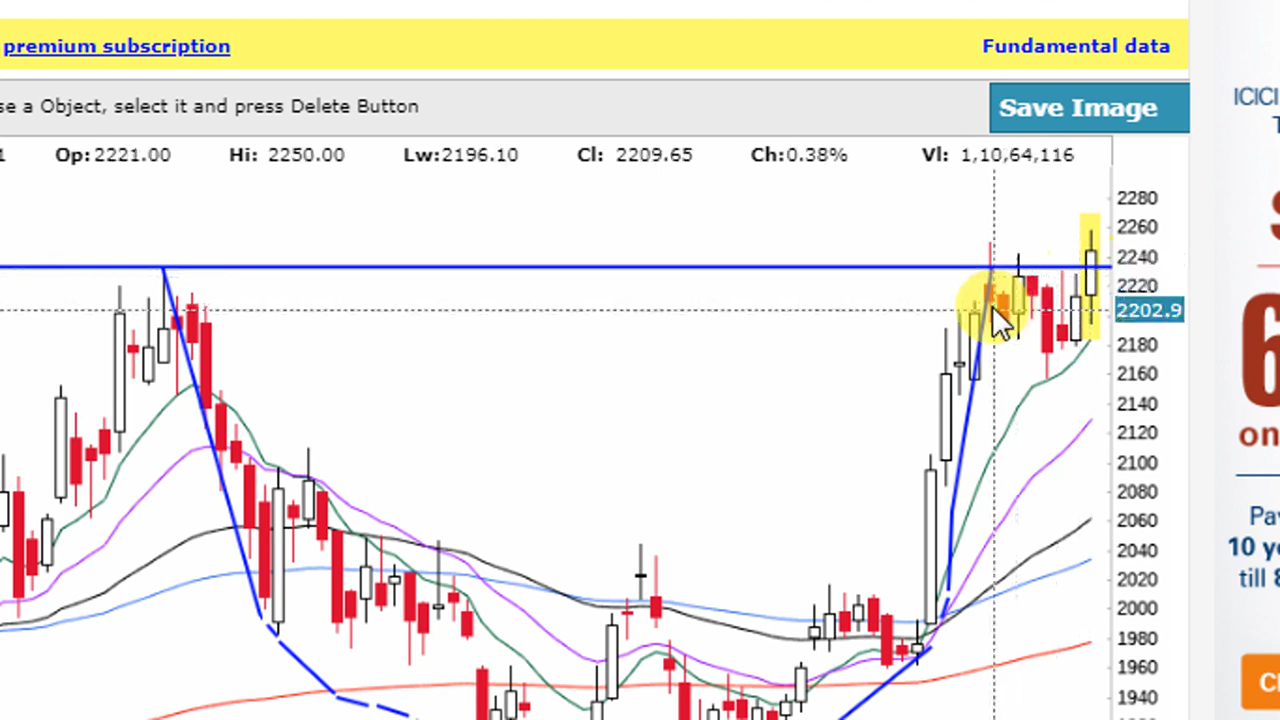 premium subscription
Fundamental data
se a Object, select it and press Delete Button
Save Image
Op: 2221.00 Hi: 2250.00 Lw: 2196.10 Cl: 2209.65 Ch: 0.38% Vl: 1,10,64,116
2280
2260
2240
2220
2202.9
2180
2160
2140
2120
2100
2080
2060
2040
2020
2000
1980
1960
1940
ICICI
on
10 ye
till 8